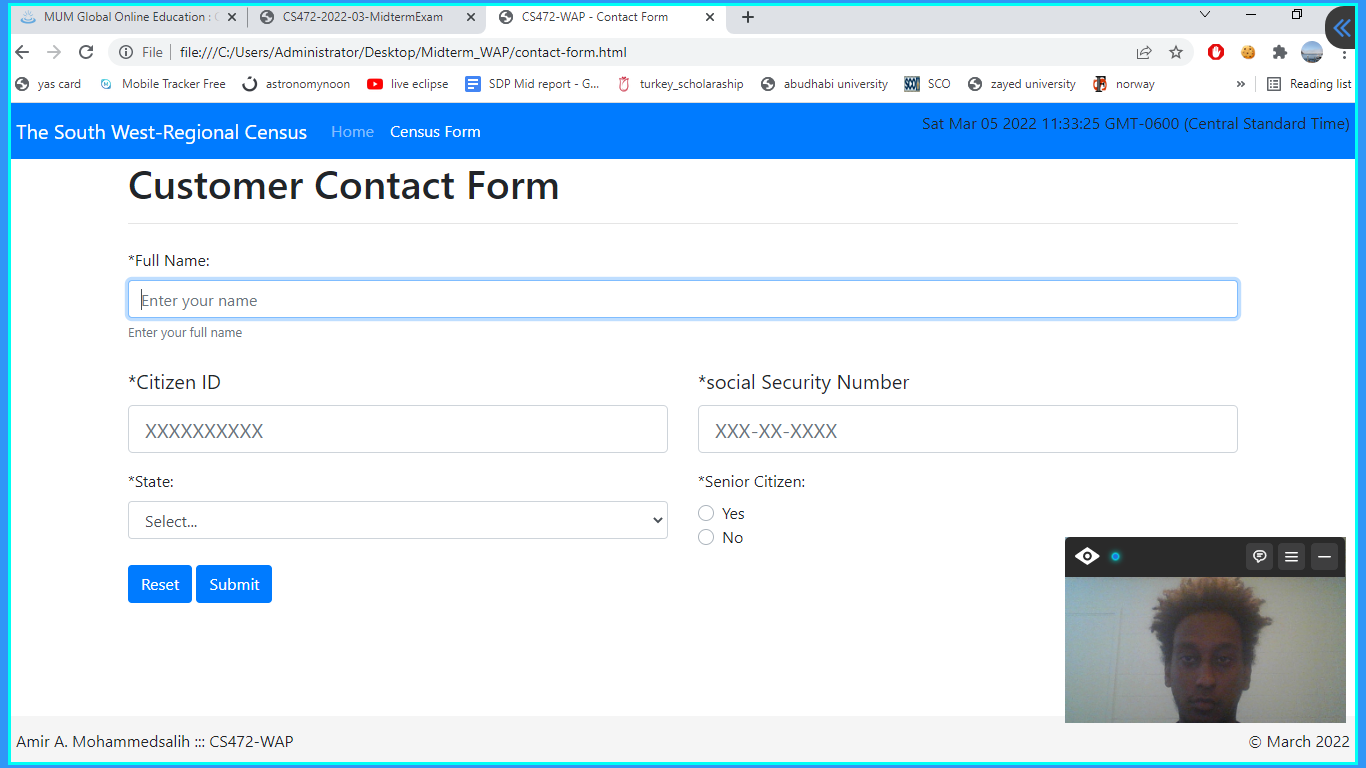 MUM Global Online Education : 
CS472-2022-03-MidtermExam
CS472-WAP - Contact Form
File
file:///C:/Users/Administrator/Desktop/Midterm_WAP/contact-form.html
yas card
Mobile Tracker Free
astronomynoon
live eclipse
SDP Mid report - G...
turkey_scholaraship
abudhabi university
SCO
zayed university
norway
»
Reading list
The South West-Regional Census
Home
Census Form
Sat Mar 05 2022 11:33:25 GMT-0600 (Central Standard Time)
Customer Contact Form
*Full Name:
Enter your name
Enter your full name
*Citizen ID
*social Security Number
XXXXXXXXXX
XXX-XX-XXXX
*State:
*Senior Citizen:
Select...
Yes
No
Reset
Submit
Amir A. Mohammedsalih ::: CS472-WAP
© March 2022